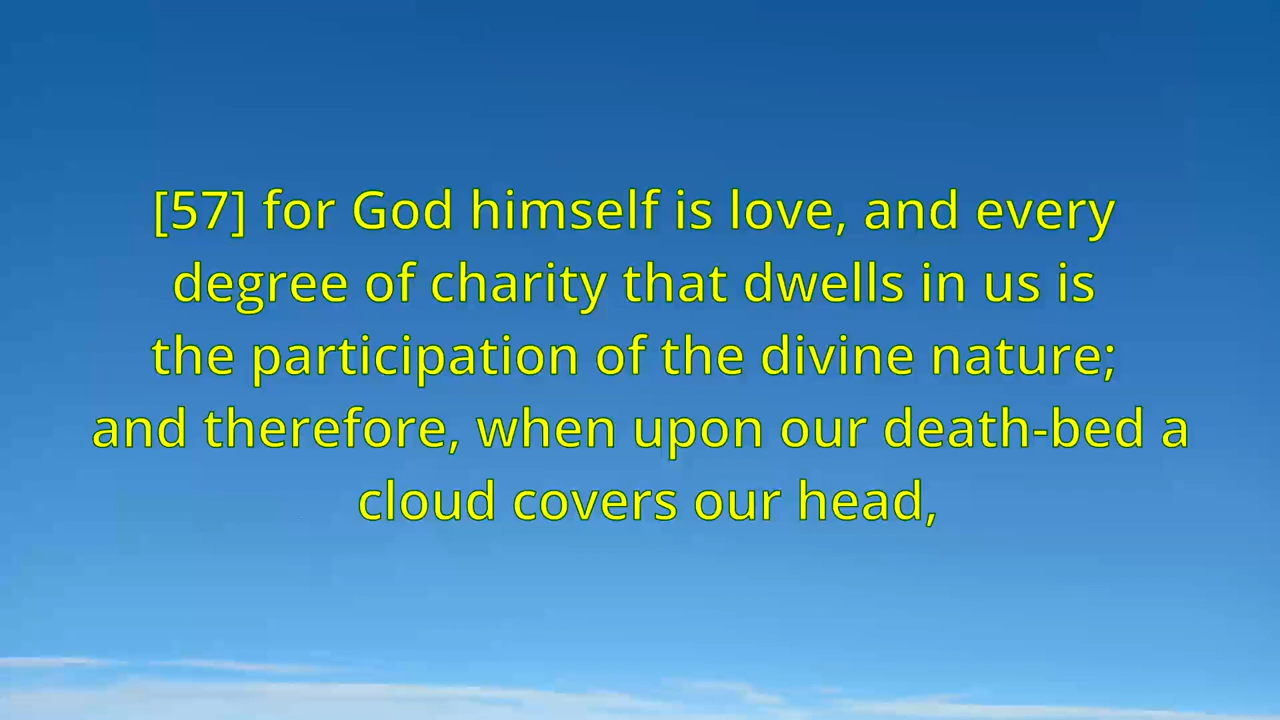 [57] for God himself is love, and every
degree of charity that dwells in us is
the participation of the divine nature;
and therefore, when upon our death-bed a
cloud covers our head,